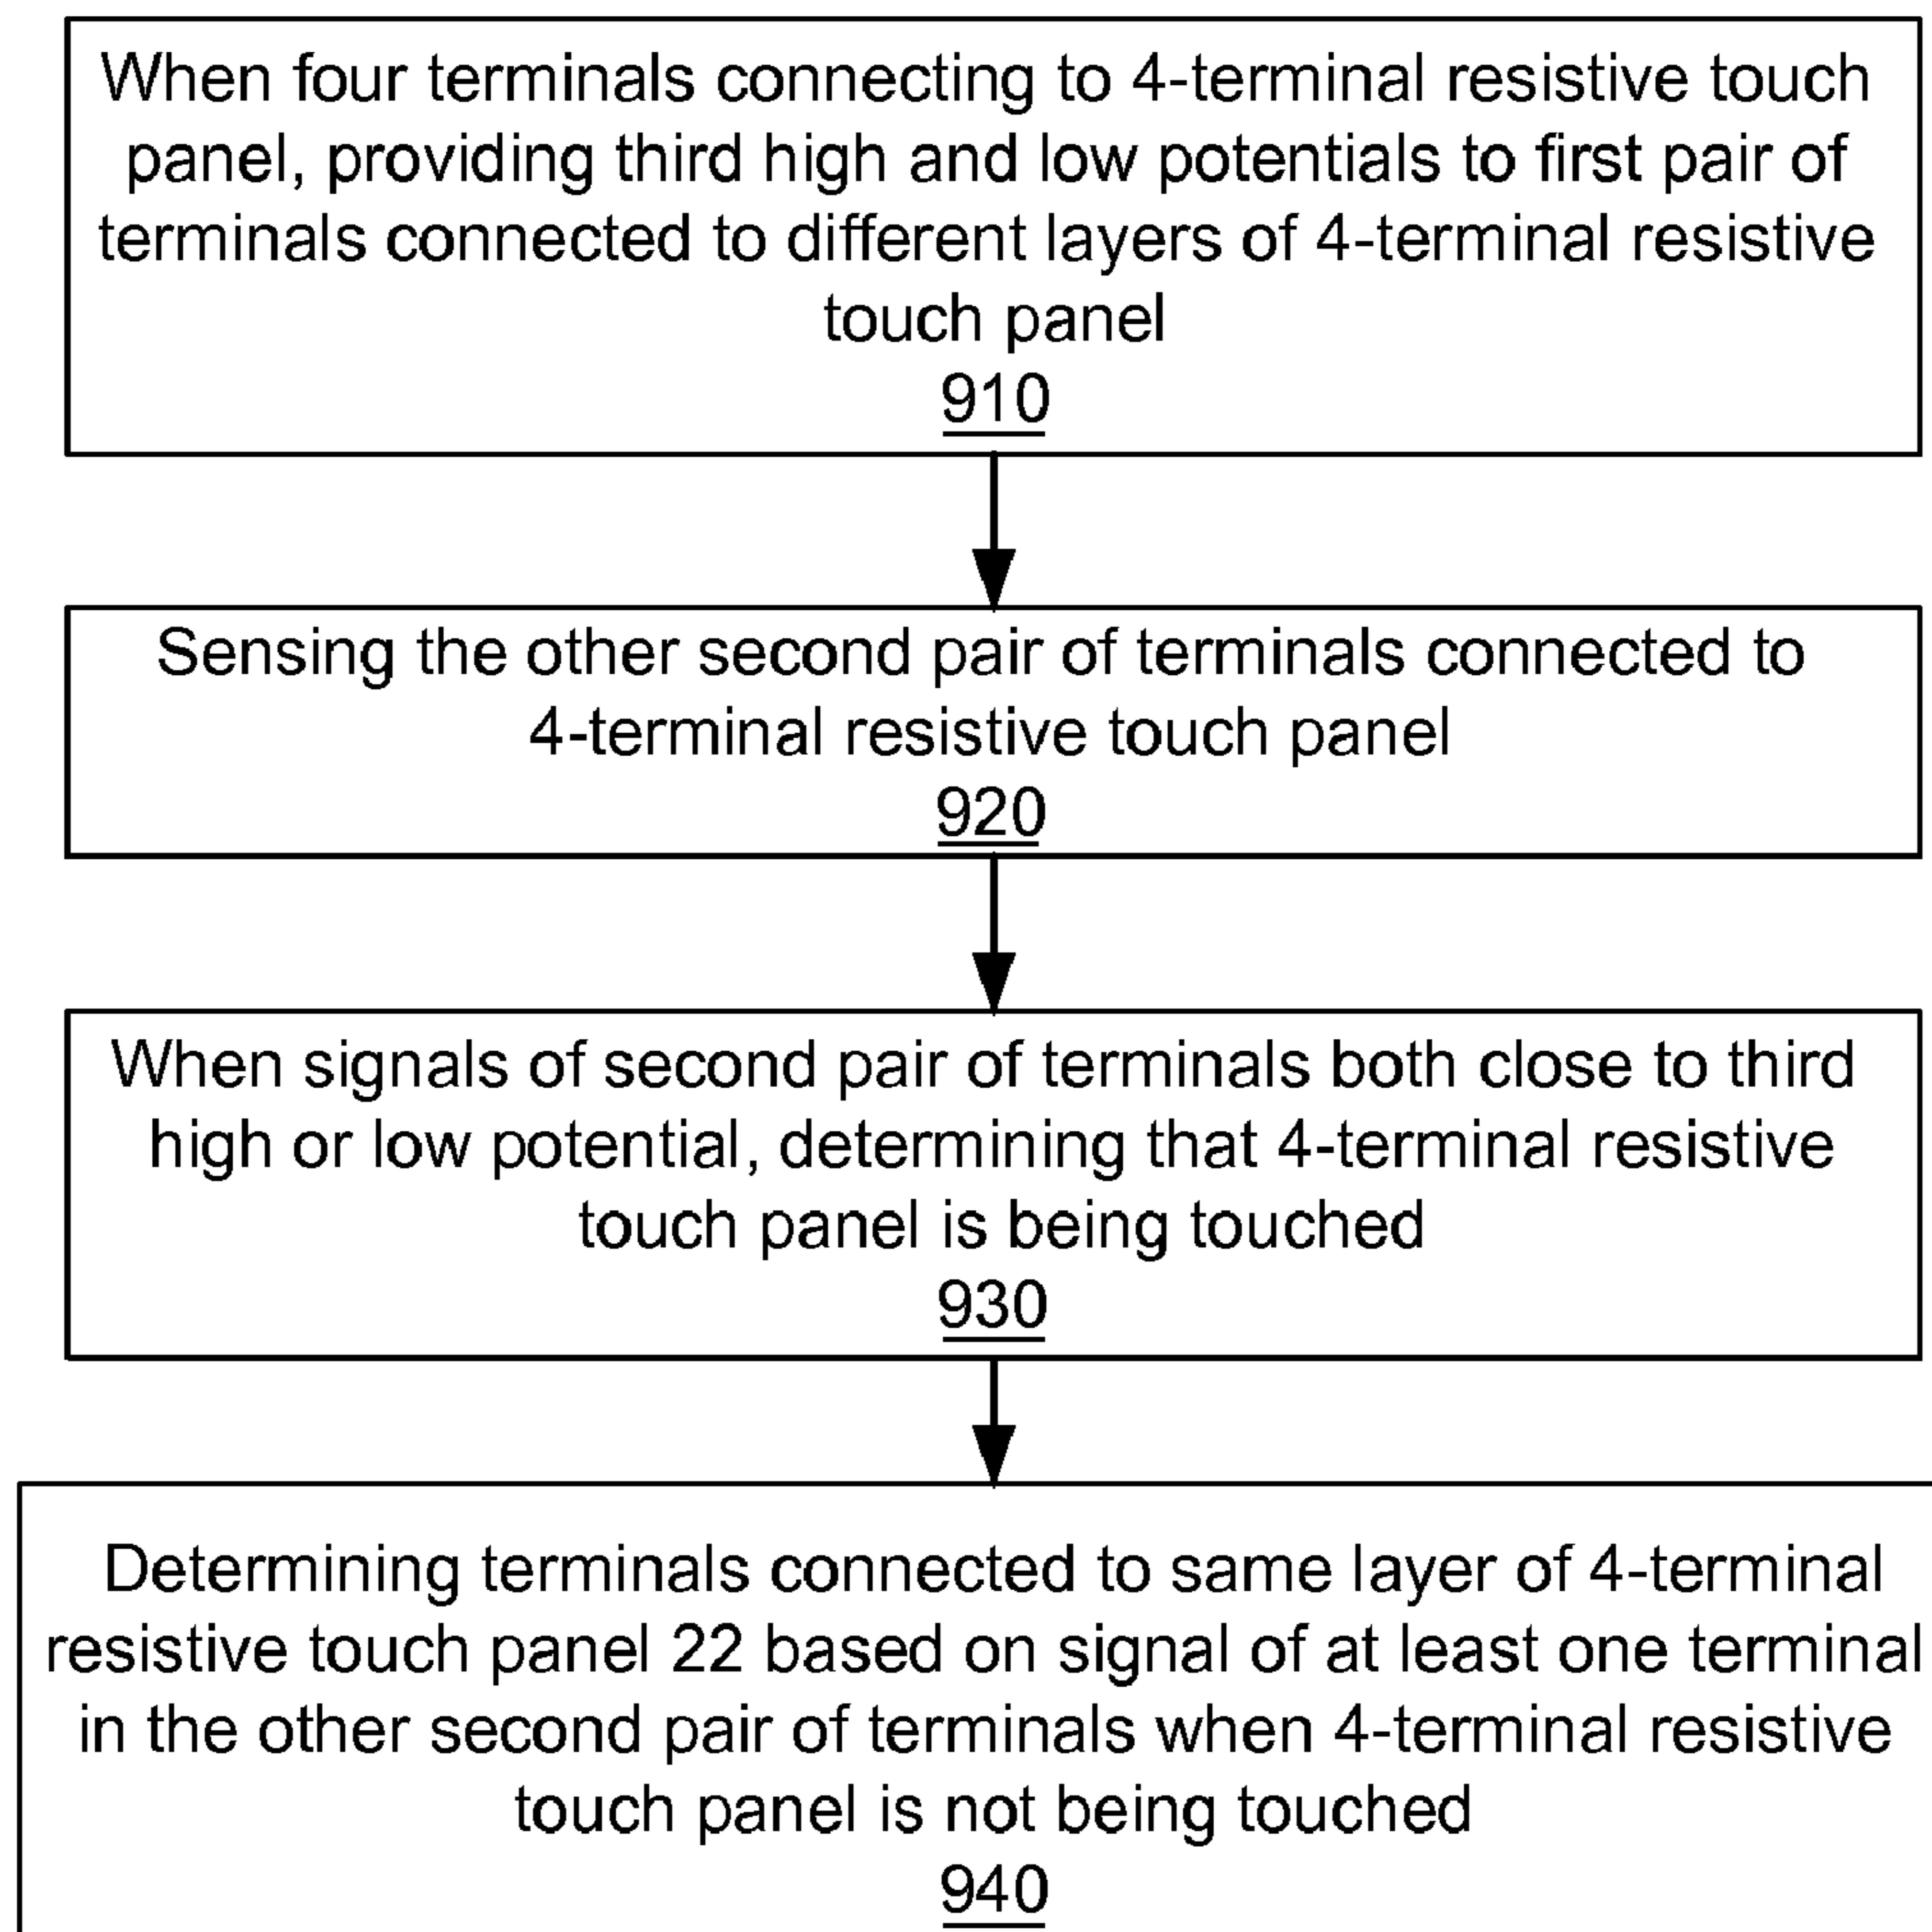 When four terminals connecting to 4-terminal resistive touch
panel, providing third high and low potentials to first pair of
terminals connected to different layers of 4-terminal resistive
touch panel
910
Sensing the other second pair of terminals connected to
4-terminal resistive touch panel
920
When signals of second pair of terminals both close to third
high or low potential, determining that 4-terminal resistive
touch panel is being touched
930
Determining terminals connected to same layer of 4-terminal
resistive touch panel 22 based on signal of at least one terminal
in the other second pair of terminals when 4-terminal resistive
touch panel is not being touched
940